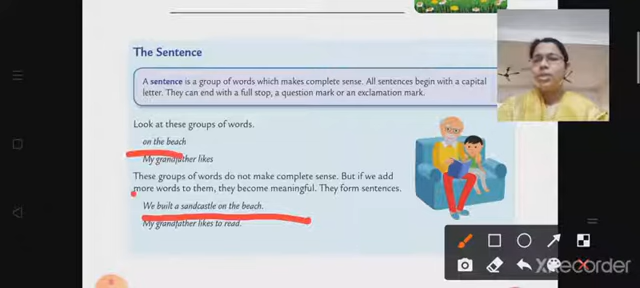 The Sentence
A sentence is a group of words which makes complete sense. All sentences begin with a capital
letter. They can end with a full stop, a question mark or an exclamation mark.
Look at these groups of words.
on the beach
My grandfather likes
These groups of words do not make complete sense. But if we add
more words to them, they become meaningful. They form sentences.
We built a sandcastle on the beach.
My grandfather likes to read.
XRecorder